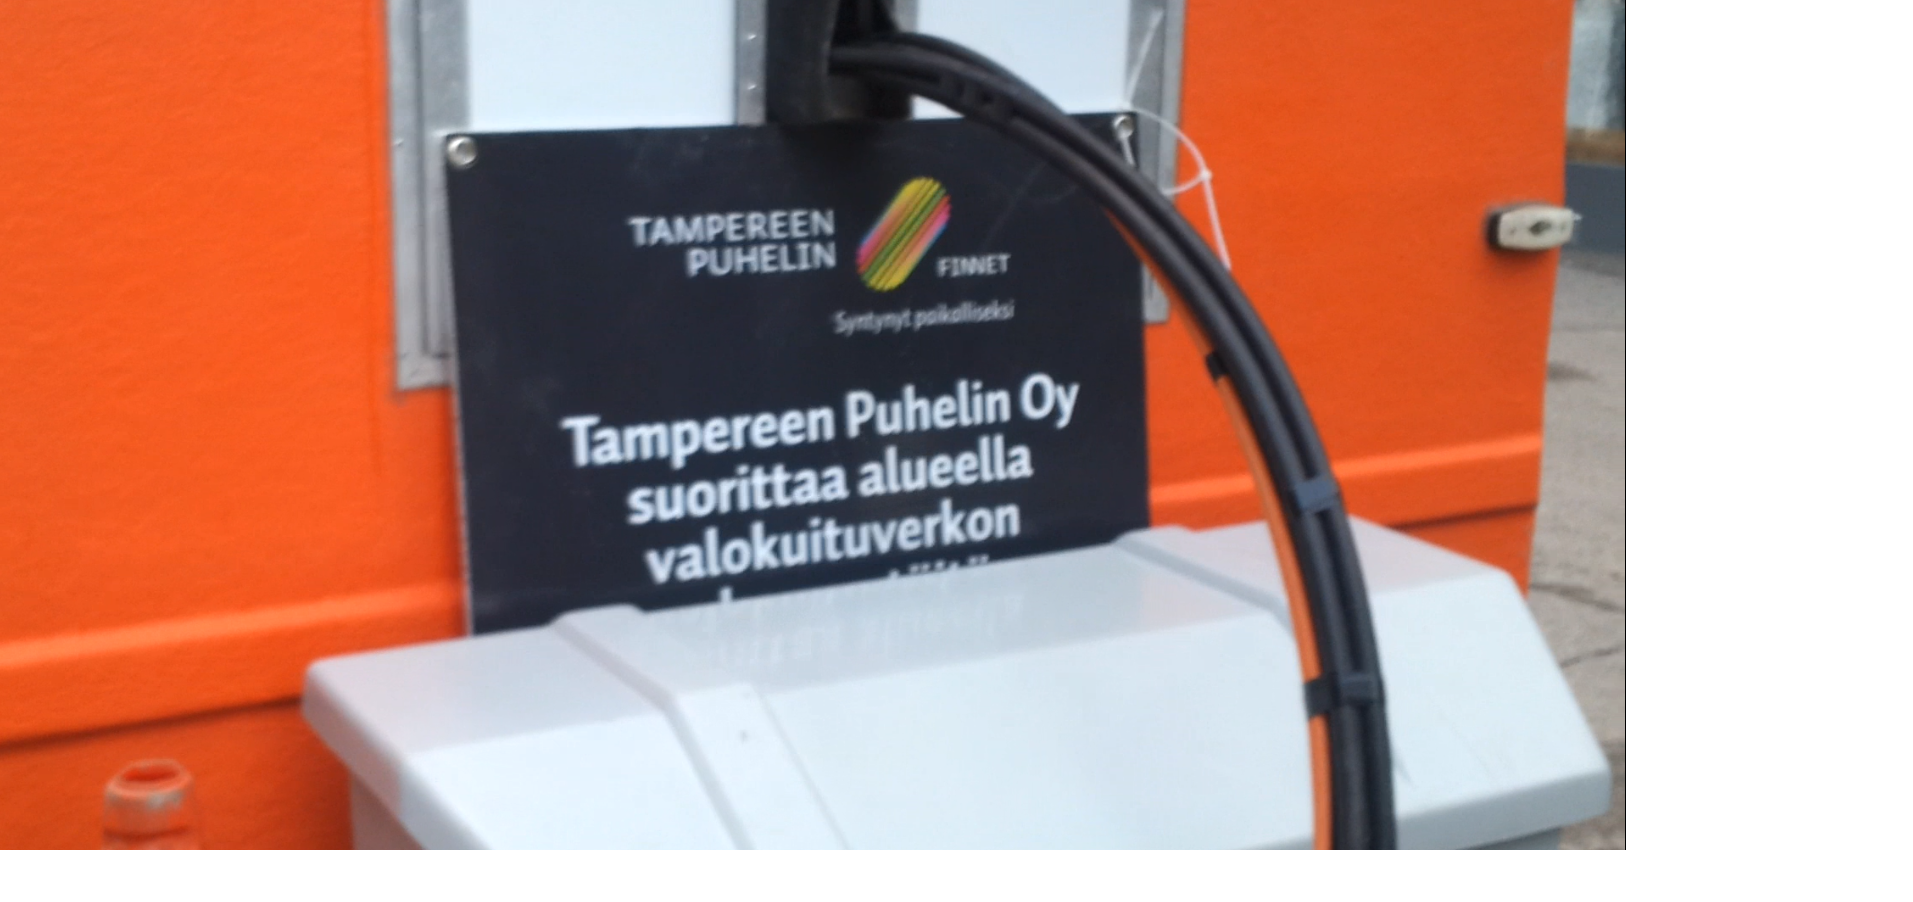 TAMPEREEN
PUHELIN
FINNET
Syntynyt paikalliseksi
Tampereen Puhelin Oy
suorittaa alueella
valokuituverkon